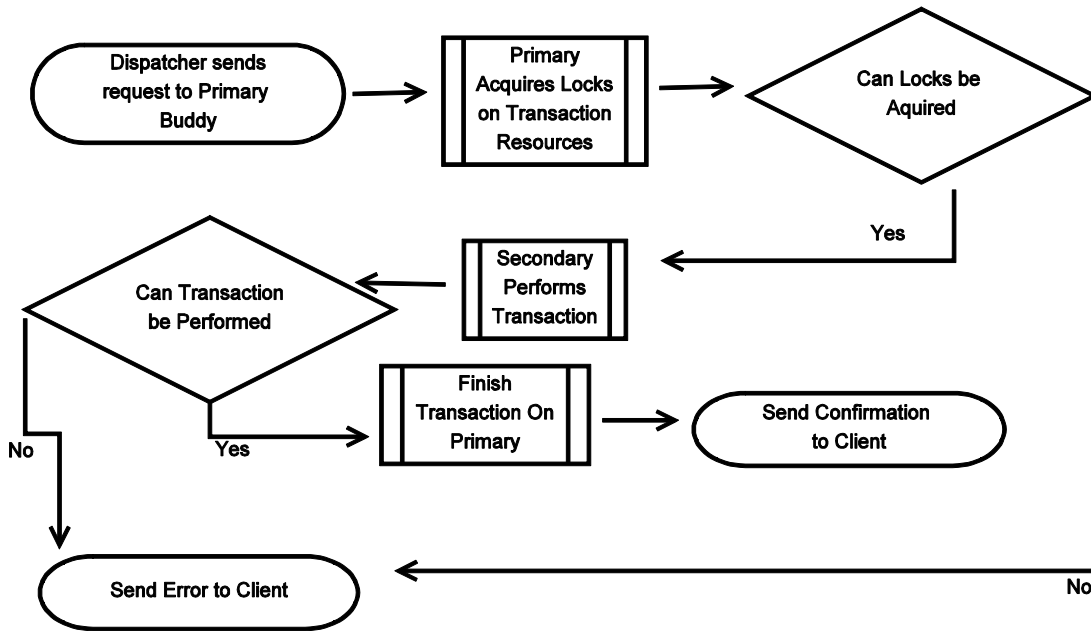 Dispatcher sends
request to Primary
Buddy
Primary
Acquires Locks
on Transaction
Resources
Can Locks be
Aquired
Yes
Secondary
Performs
Transaction
Can Transaction
be Performed
No
Yes
Finish
Transaction On
Primary
Send Confirmation
to Client
Send Error to Client
No